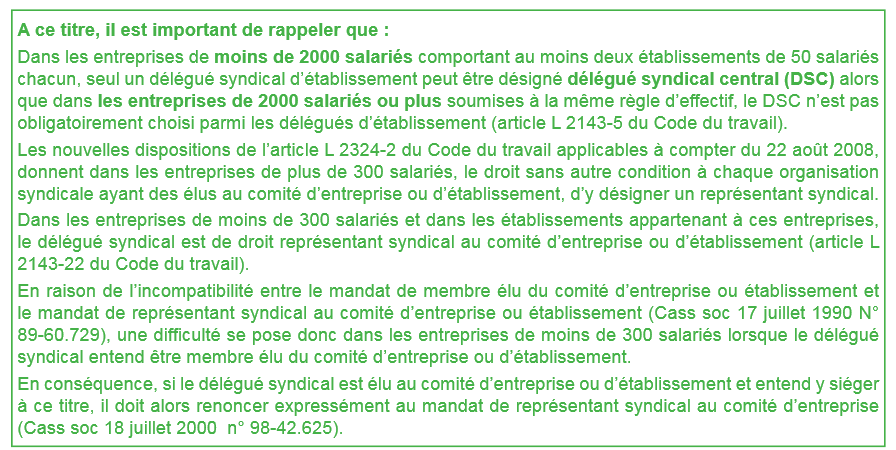 A ce titre, il est important de rappeler que :
Dans les entreprises de moins de 2000 salariés comportant au moins deux établissements de 50 salariés
chacun, seul un délégué syndical d’établissement peut être désigné délégué syndical central (DSC) alors
que dans les entreprises de 2000 salariés ou plus soumises à la même règle d’effectif, le DSC n’est pas
obligatoirement choisi parmi les délégués d’établissement (article L 2143-5 du Code du travail).
Les nouvelles dispositions de l’article L 2324-2 du Code du travail applicables à compter du 22 août 2008,
donnent dans les entreprises de plus de 300 salariés, le droit sans autre condition à chaque organisation
syndicale ayant des élus au comité d’entreprise ou d’établissement, d’y désigner un représentant syndical.
Dans les entreprises de moins de 300 salariés et dans les établissements appartenant à ces entreprises,
le délégué syndical est de droit représentant syndical au comité d’entreprise ou d’établissement (article L
2143-22 du Code du travail).
En raison de l’incompatibilité entre le mandat de membre élu du comité d’entreprise ou établissement et
le mandat de représentant syndical au comité d’entreprise ou établissement (Cass soc 17 juillet 1990 N°
89-60.729), une difficulté se pose donc dans les entreprises de moins de 300 salariés lorsque le délégué
syndical entend être membre élu du comité d’entreprise ou d’établissement.
En conséquence, si le délégué syndical est élu au comité d’entreprise ou d’établissement et entend y siéger
à ce titre, il doit alors renoncer expressément au mandat de représentant syndical au comité d’entreprise
(Cass soc 18 juillet 2000  n° 98-42.625).